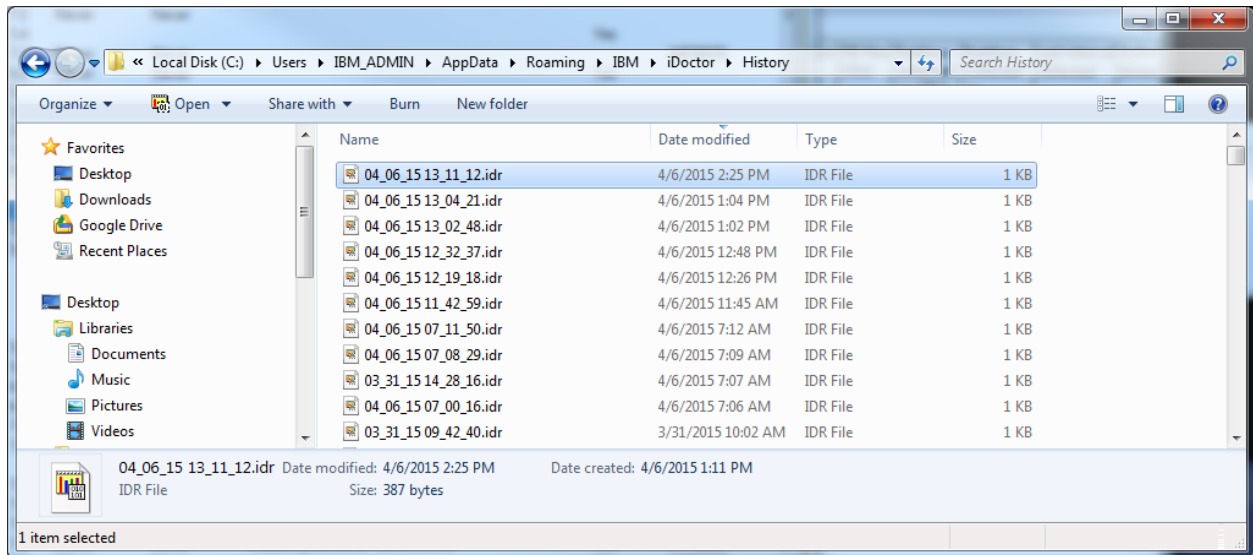 « Local Disk (C:) ▸ Users ▸ IBM_ADMIN ▸ AppData ▸ Roaming ▸ IBM ▸ iDoctor ▸ History Search History
Organize Open Share with Burn New folder
Name Date modified Type Size
Favorites
Desktop
Downloads
Google Drive
Recent Places
Desktop
Libraries
Documents
Music
Pictures
Videos
04_06_15 13_11_12.idr 4/6/2015 2:25 PM IDR File 1 KB
04_06_15 13_04_21.idr 4/6/2015 1:04 PM IDR File 1 KB
04_06_15 13_02_48.idr 4/6/2015 1:02 PM IDR File 1 KB
04_06_15 12_32_37.idr 4/6/2015 12:48 PM IDR File 1 KB
04_06_15 12_19_18.idr 4/6/2015 12:26 PM IDR File 1 KB
04_06_15 11_42_59.idr 4/6/2015 11:45 AM IDR File 1 KB
04_06_15 07_11_50.idr 4/6/2015 7:12 AM IDR File 1 KB
04_06_15 07_08_29.idr 4/6/2015 7:09 AM IDR File 1 KB
03_31_15 14_28_16.idr 4/6/2015 7:07 AM IDR File 1 KB
04_06_15 07_00_16.idr 4/6/2015 7:06 AM IDR File 1 KB
03_31_15 09_42_40.idr 3/31/2015 10:02 AM IDR File 1 KB
04_06_15 13_11_12.idr Date modified: 4/6/2015 2:25 PM Date created: 4/6/2015 1:11 PM
IDR File Size: 387 bytes
1 item selected